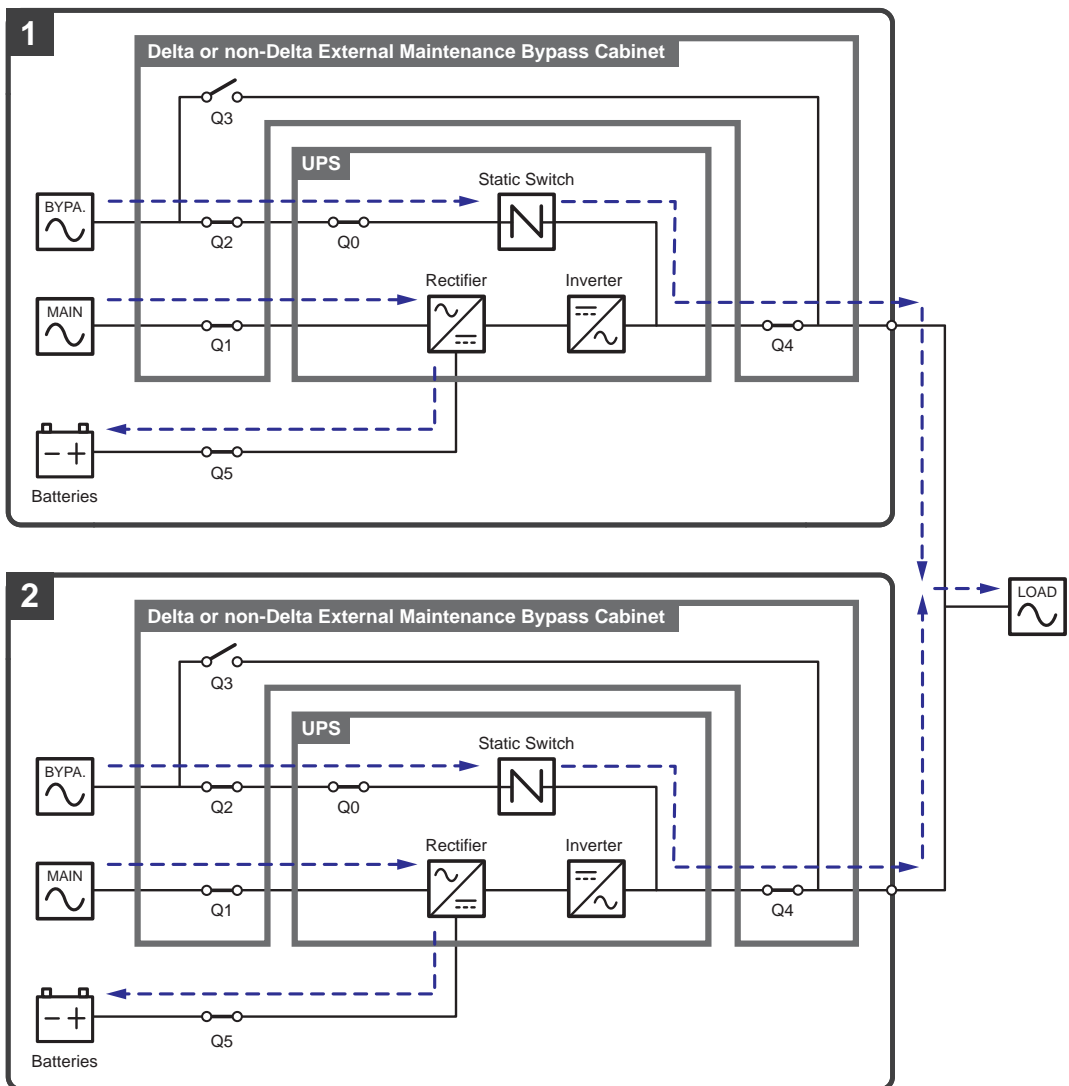 1
Delta or non-Delta External Maintenance Bypass Cabinet
Q3
UPS
Static Switch
BYPA.
Q2
Q0
Rectifier
Inverter
MAIN
Q1
Q4
Q5
Batteries
2
LOAD
Delta or non-Delta External Maintenance Bypass Cabinet
Q3
UPS
Static Switch
BYPA.
Q2
Q0
Rectifier
Inverter
MAIN
Q1
Q4
Q5
Batteries